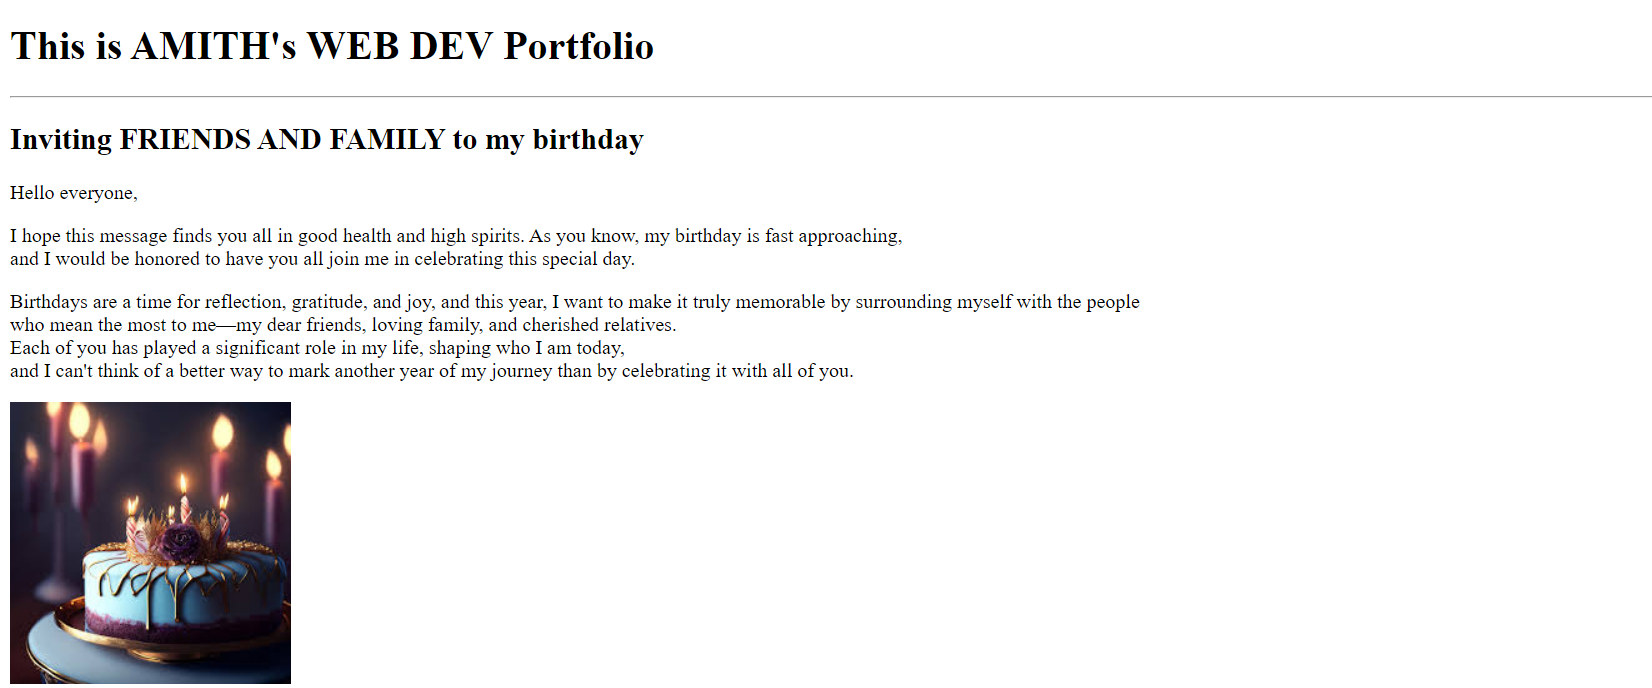 This is AMITH's WEB DEV Portfolio
Inviting FRIENDS AND FAMILY to my birthday
Hello everyone,
I hope this message finds you all in good health and high spirits. As you know, my birthday is fast approaching,
and I would be honored to have you all join me in celebrating this special day.
Birthdays are a time for reflection, gratitude, and joy, and this year, I want to make it truly memorable by surrounding myself with the people
who mean the most to me—my dear friends, loving family, and cherished relatives.
Each of you has played a significant role in my life, shaping who I am today,
and I can't think of a better way to mark another year of my journey than by celebrating it with all of you.